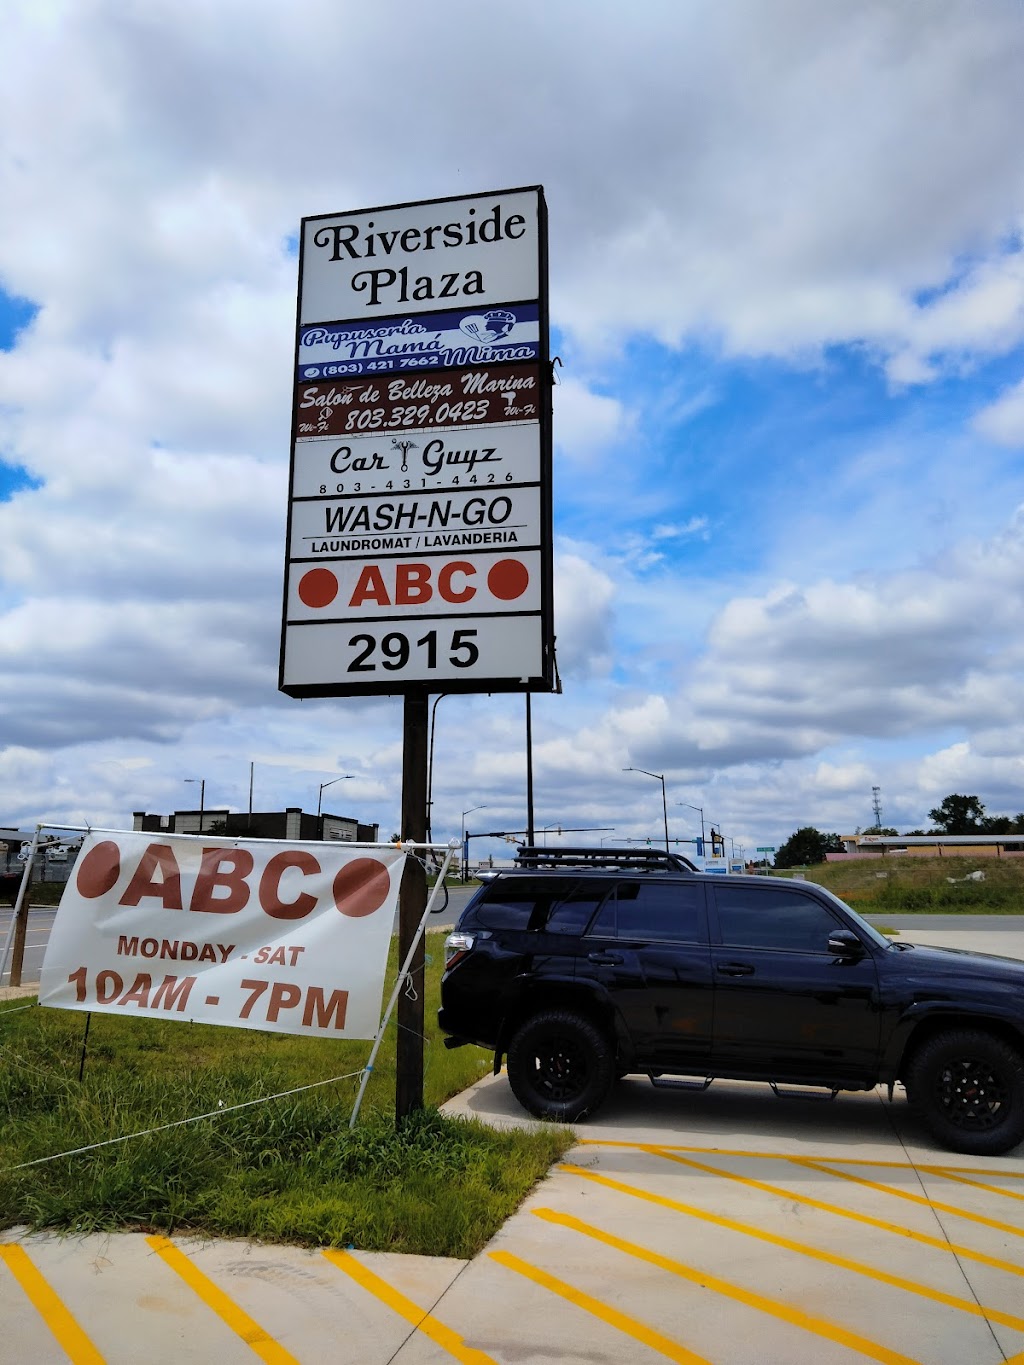 Riverside
Plaza
Pupusería
Mamá
Mima
(803) 421 7662
Salon de Belleza Marina
Wi-Fi 803.329.0423 Wi-Fi
Car Guyz
803-431-4426
WASH-N-GO
LAUNDROMAT / LAVANDERIA
ABC
2915
ABC
MONDAY - SAT
10AM - 7PM